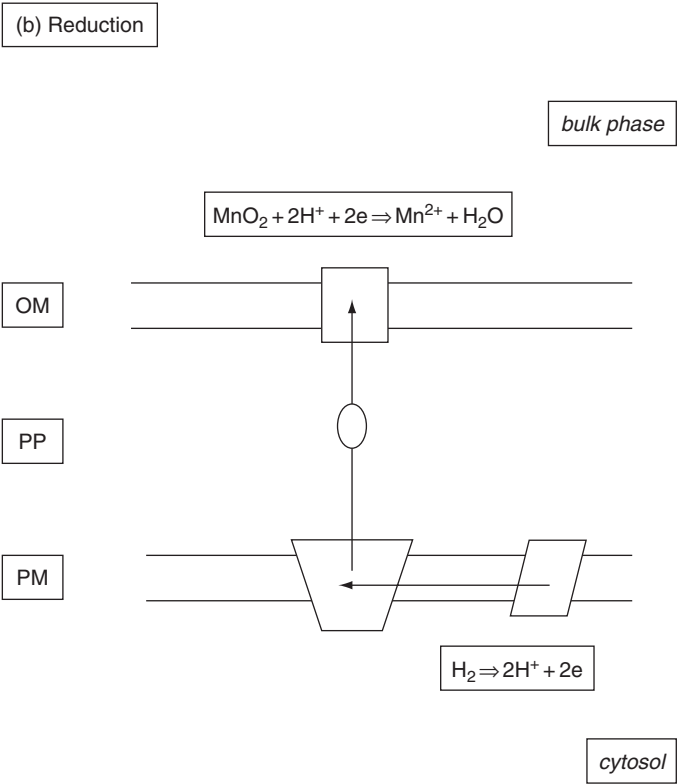 (b) Reduction
bulk phase
MnO₂ + 2H⁺ + 2e ⇒ Mn²⁺ + H₂O
OM
PP
PM
H₂ ⇒ 2H⁺ + 2e
cytosol